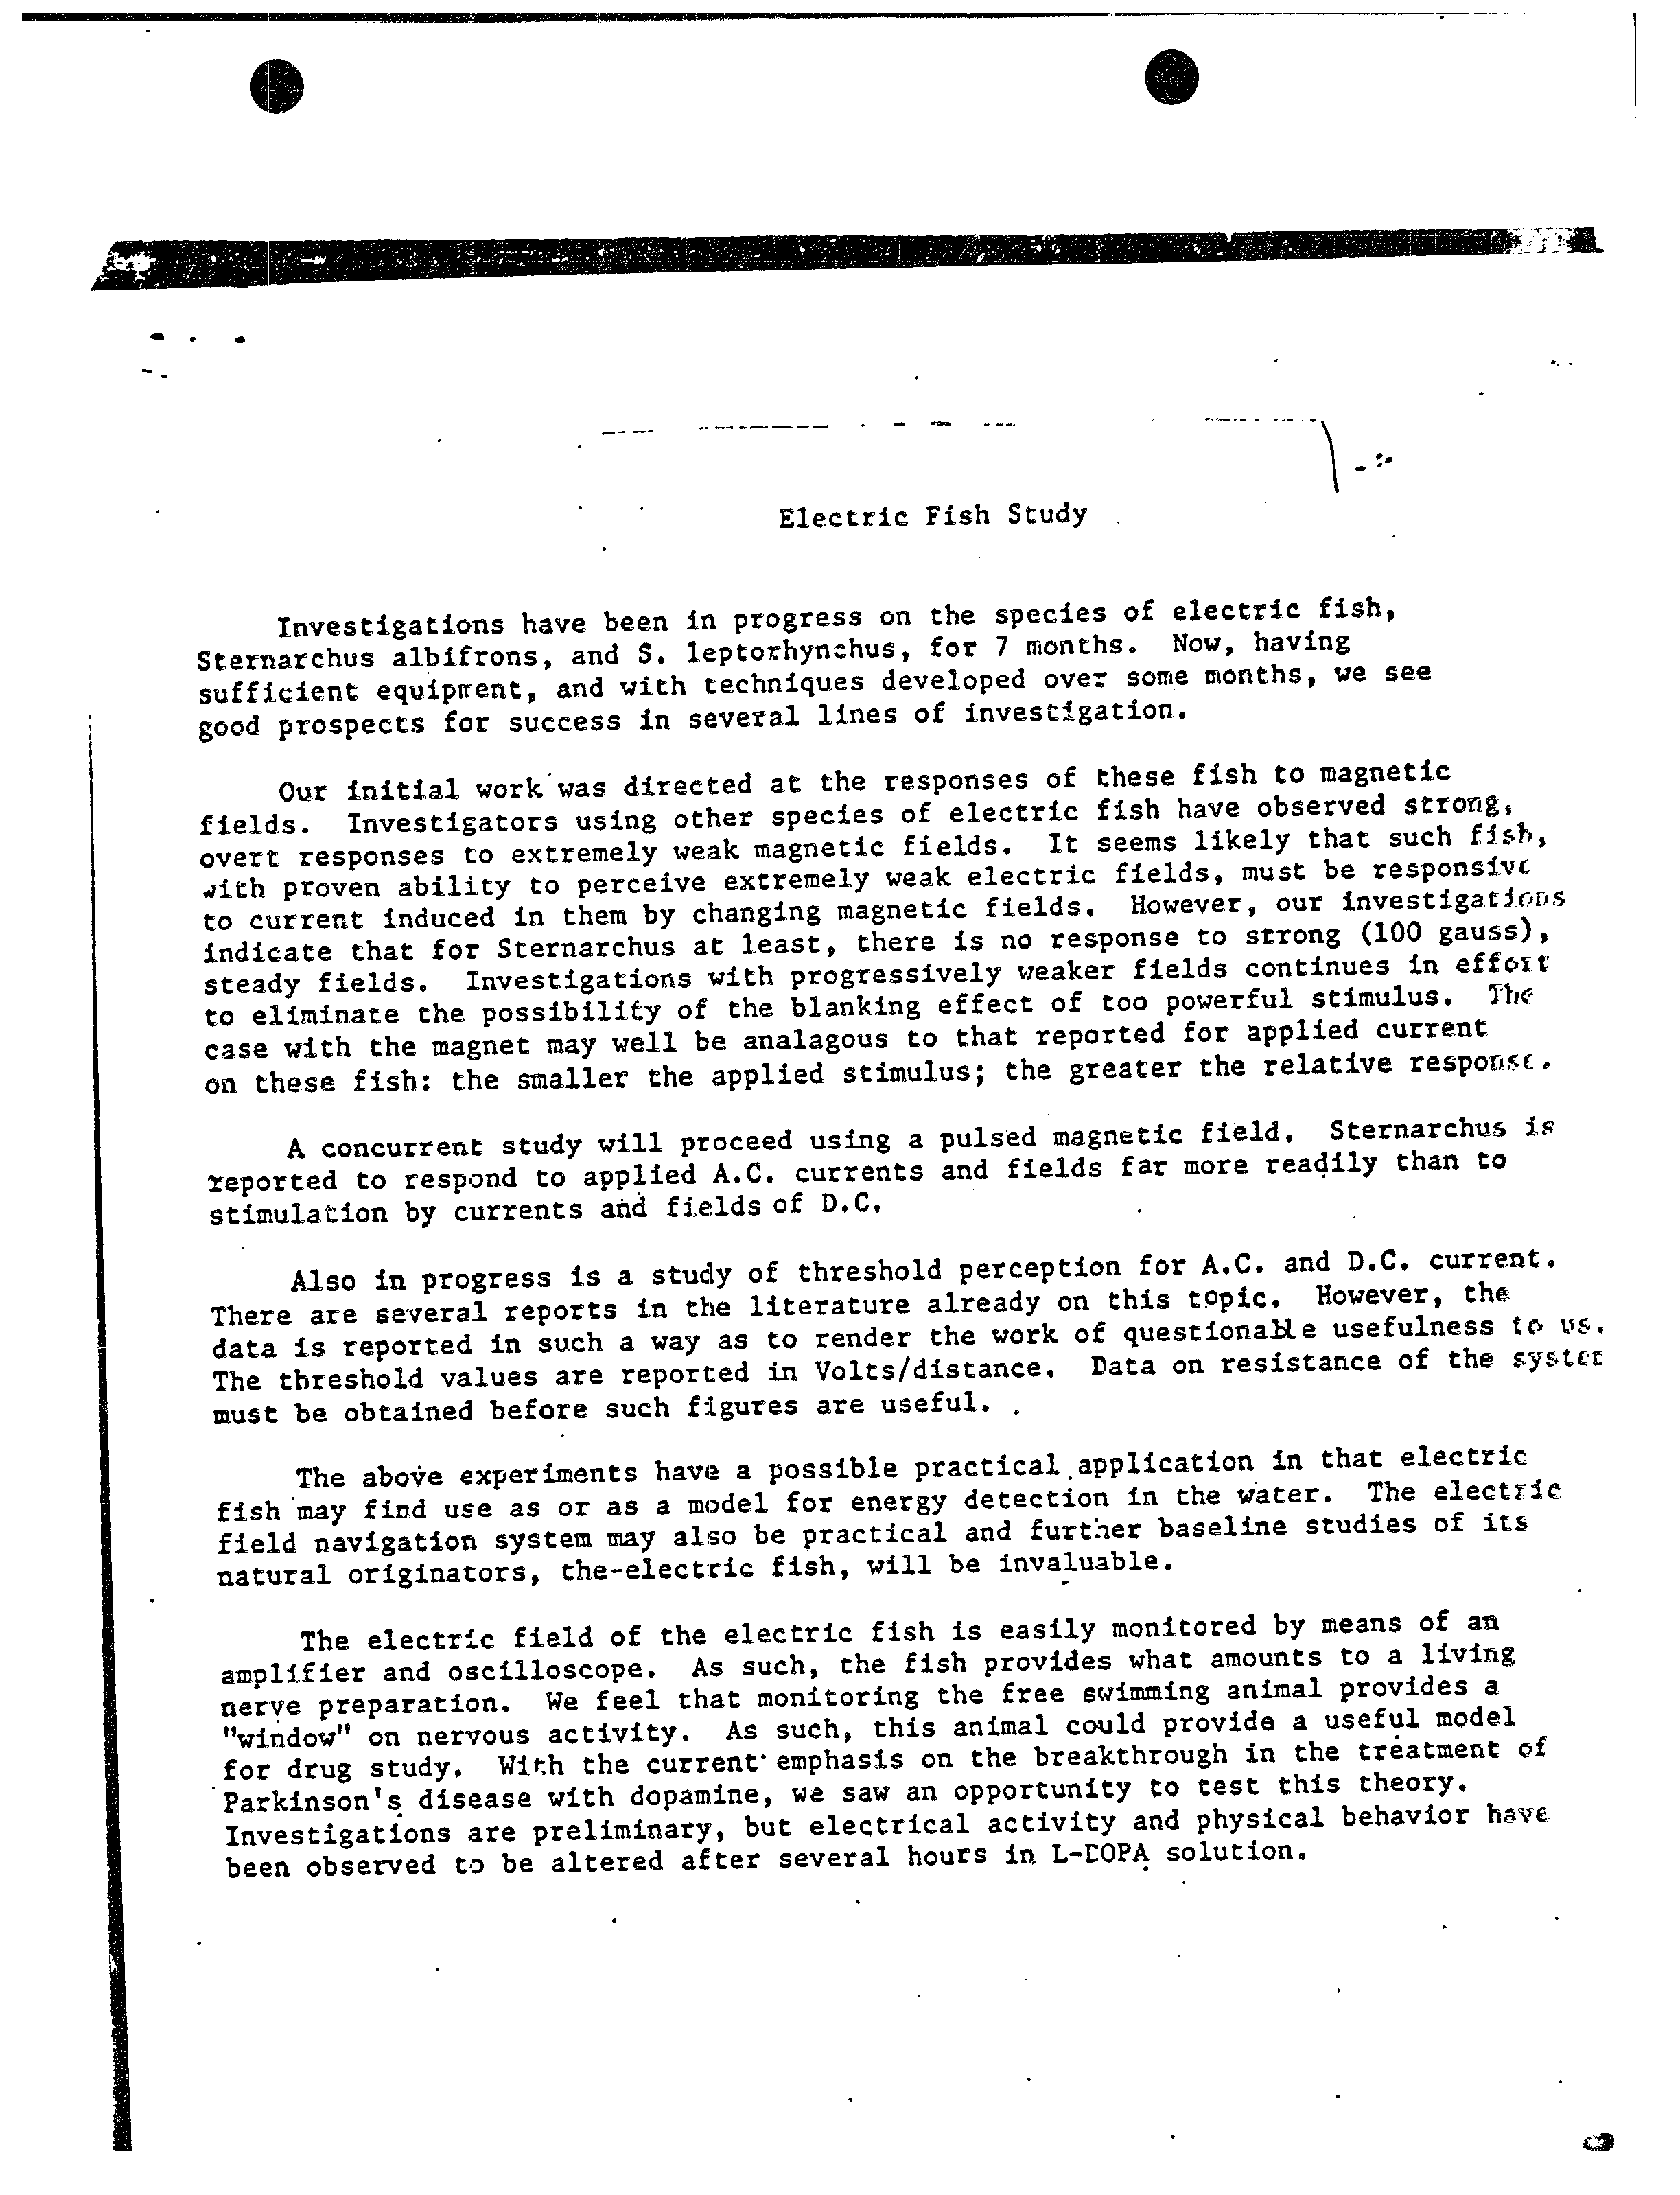 Electric Fish Study
Investigations have been in progress on the species of electric fish,
Sternarchus albifrons, and S. leptorhynchus, for 7 months. Now, having
sufficient equipment, and with techniques developed over some months, we see
good prospects for success in several lines of investigation.
Our initial work was directed at the responses of these fish to magnetic
fields. Investigators using other species of electric fish have observed strong,
overt responses to extremely weak magnetic fields. It seems likely that such fish,
with proven ability to perceive extremely weak electric fields, must be responsive
to current induced in them by changing magnetic fields. However, our investigations
indicate that for Sternarchus at least, there is no response to strong (100 gauss),
steady fields. Investigations with progressively weaker fields continues in effort
to eliminate the possibility of the blanking effect of too powerful stimulus. The
case with the magnet may well be analagous to that reported for applied current
on these fish: the smaller the applied stimulus; the greater the relative response.
A concurrent study will proceed using a pulsed magnetic field. Sternarchus is
reported to respond to applied A.C. currents and fields far more readily than to
stimulation by currents and fields of D.C.
Also in progress is a study of threshold perception for A.C. and D.C. current.
There are several reports in the literature already on this topic. However, the
data is reported in such a way as to render the work of questionable usefulness to us.
The threshold values are reported in Volts/distance. Data on resistance of the system
must be obtained before such figures are useful.
The above experiments have a possible practical application in that electric
fish may find use as or as a model for energy detection in the water. The electric
field navigation system may also be practical and further baseline studies of its
natural originators, the-electric fish, will be invaluable.
The electric field of the electric fish is easily monitored by means of an
amplifier and oscilloscope. As such, the fish provides what amounts to a living
nerve preparation. We feel that monitoring the free swimming animal provides a
"window" on nervous activity. As such, this animal could provide a useful model
for drug study. With the current emphasis on the breakthrough in the treatment of
Parkinson's disease with dopamine, we saw an opportunity to test this theory.
Investigations are preliminary, but electrical activity and physical behavior have
been observed to be altered after several hours in L-DOPA solution.